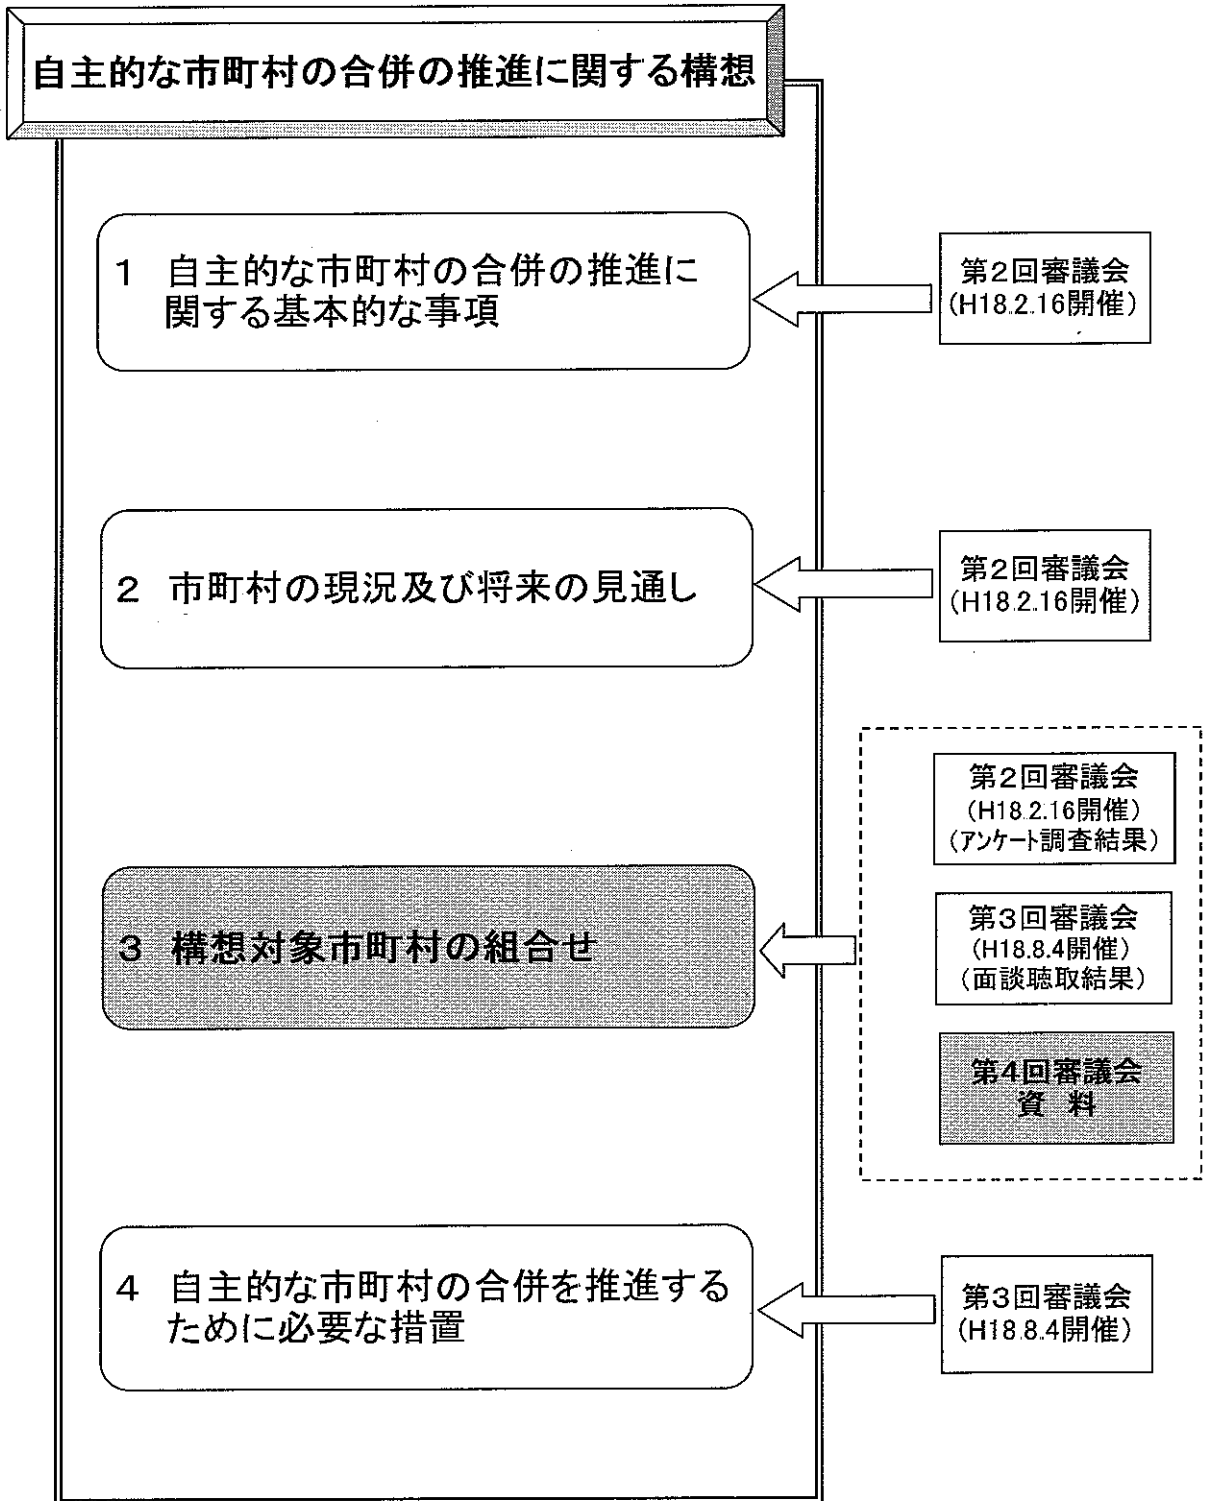 自主的な市町村の合併の推進に関する構想
1 自主的な市町村の合併の推進に
関する基本的な事項
第2回審議会
(H18.2.16開催)
2 市町村の現況及び将来の見通し
第2回審議会
(H18.2.16開催)
3 構想対象市町村の組合せ
第2回審議会
(H18.2.16開催)
(アンケート調査結果)
第3回審議会
(H18.8.4開催)
(面談聴取結果)
第4回審議会
資 料
4 自主的な市町村の合併を推進する
ために必要な措置
第3回審議会
(H18.8.4開催)